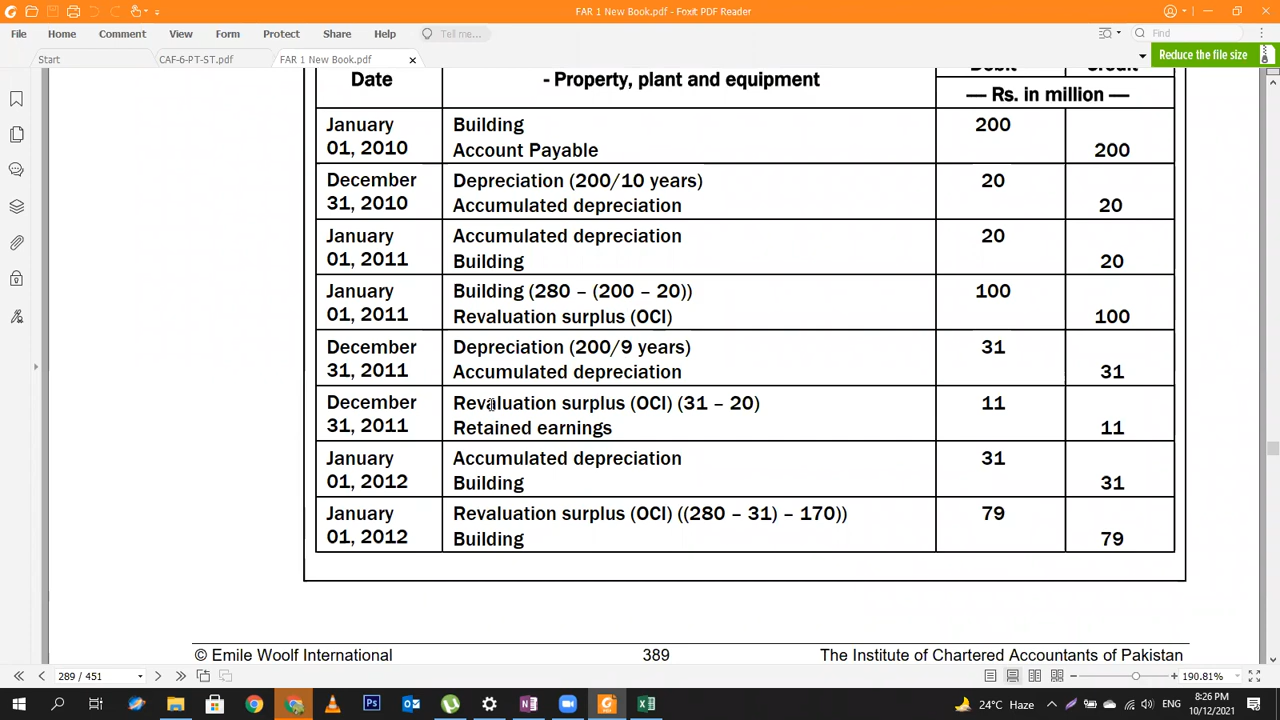 FAR 1 New Book.pdf - Foxit PDF Reader
File Home Comment View Form Protect Share Help Tell me... Find
Start CAF-6-PT-ST.pdf FAR 1 New Book.pdf × Reduce the file size
Date - Property, plant and equipment Debit Credit
— Rs. in million —
January Building 200
01, 2010 Account Payable 200
December Depreciation (200/10 years) 20
31, 2010 Accumulated depreciation 20
January Accumulated depreciation 20
01, 2011 Building 20
January Building (280 – (200 – 20)) 100
01, 2011 Revaluation surplus (OCI) 100
December Depreciation (200/9 years) 31
31, 2011 Accumulated depreciation 31
December Revaluation surplus (OCI) (31 – 20) 11
31, 2011 Retained earnings 11
January Accumulated depreciation 31
01, 2012 Building 31
January Revaluation surplus (OCI) ((280 – 31) – 170)) 79
01, 2012 Building 79
© Emile Woolf International 389 The Institute of Chartered Accountants of Pakistan
289 / 451 190.81%
24°C Haze ENG 8:26 PM
10/12/2021